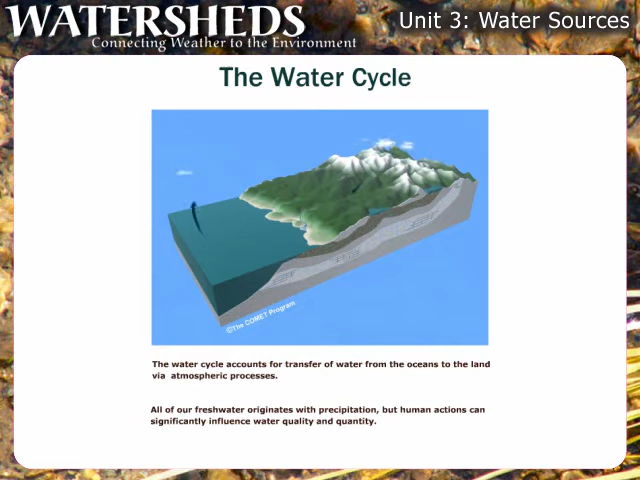 WATERSHEDS
Connecting Weather to the Environment
Unit 3: Water Sources
The Water Cycle
©The COMET Program
The water cycle accounts for transfer of water from the oceans to the land
via atmospheric processes.
All of our freshwater originates with precipitation, but human actions can
significantly influence water quality and quantity.